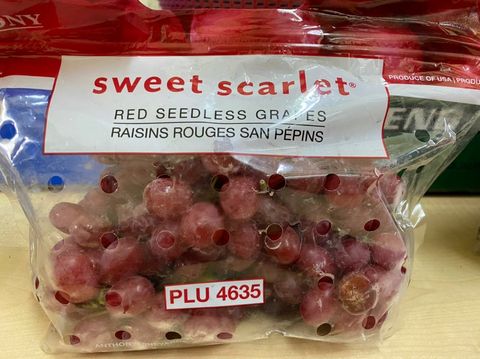 sweet scarlet®
RED SEEDLESS GRAPES
RAISINS ROUGES SAN PÉPINS
PRODUCE OF USA |
PLU 4635